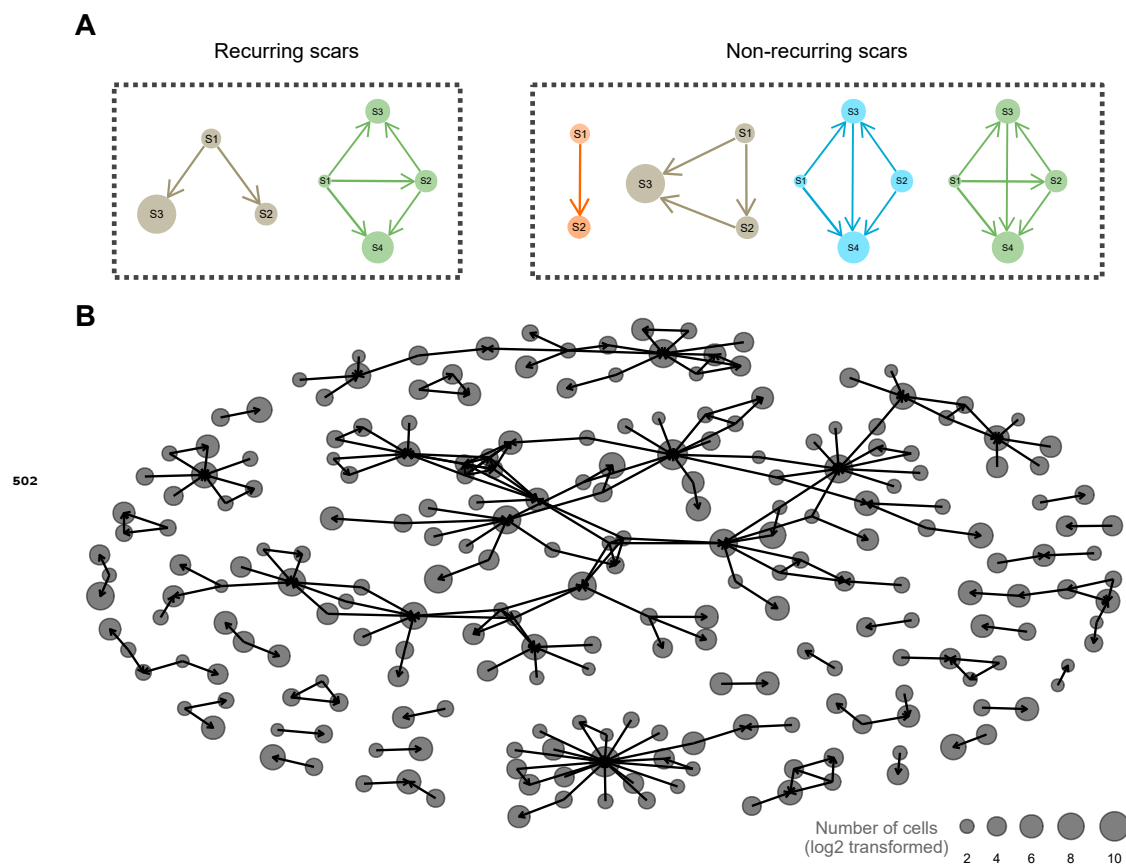 A
Recurring scars
Non-recurring scars
S1
S3
S2
S3
S1
S2
S4
S1
S2
S1
S3
S2
S3
S1
S2
S4
S3
S1
S2
S4
B
502
Number of cells
(log2 transformed)
2 4 6 8 10